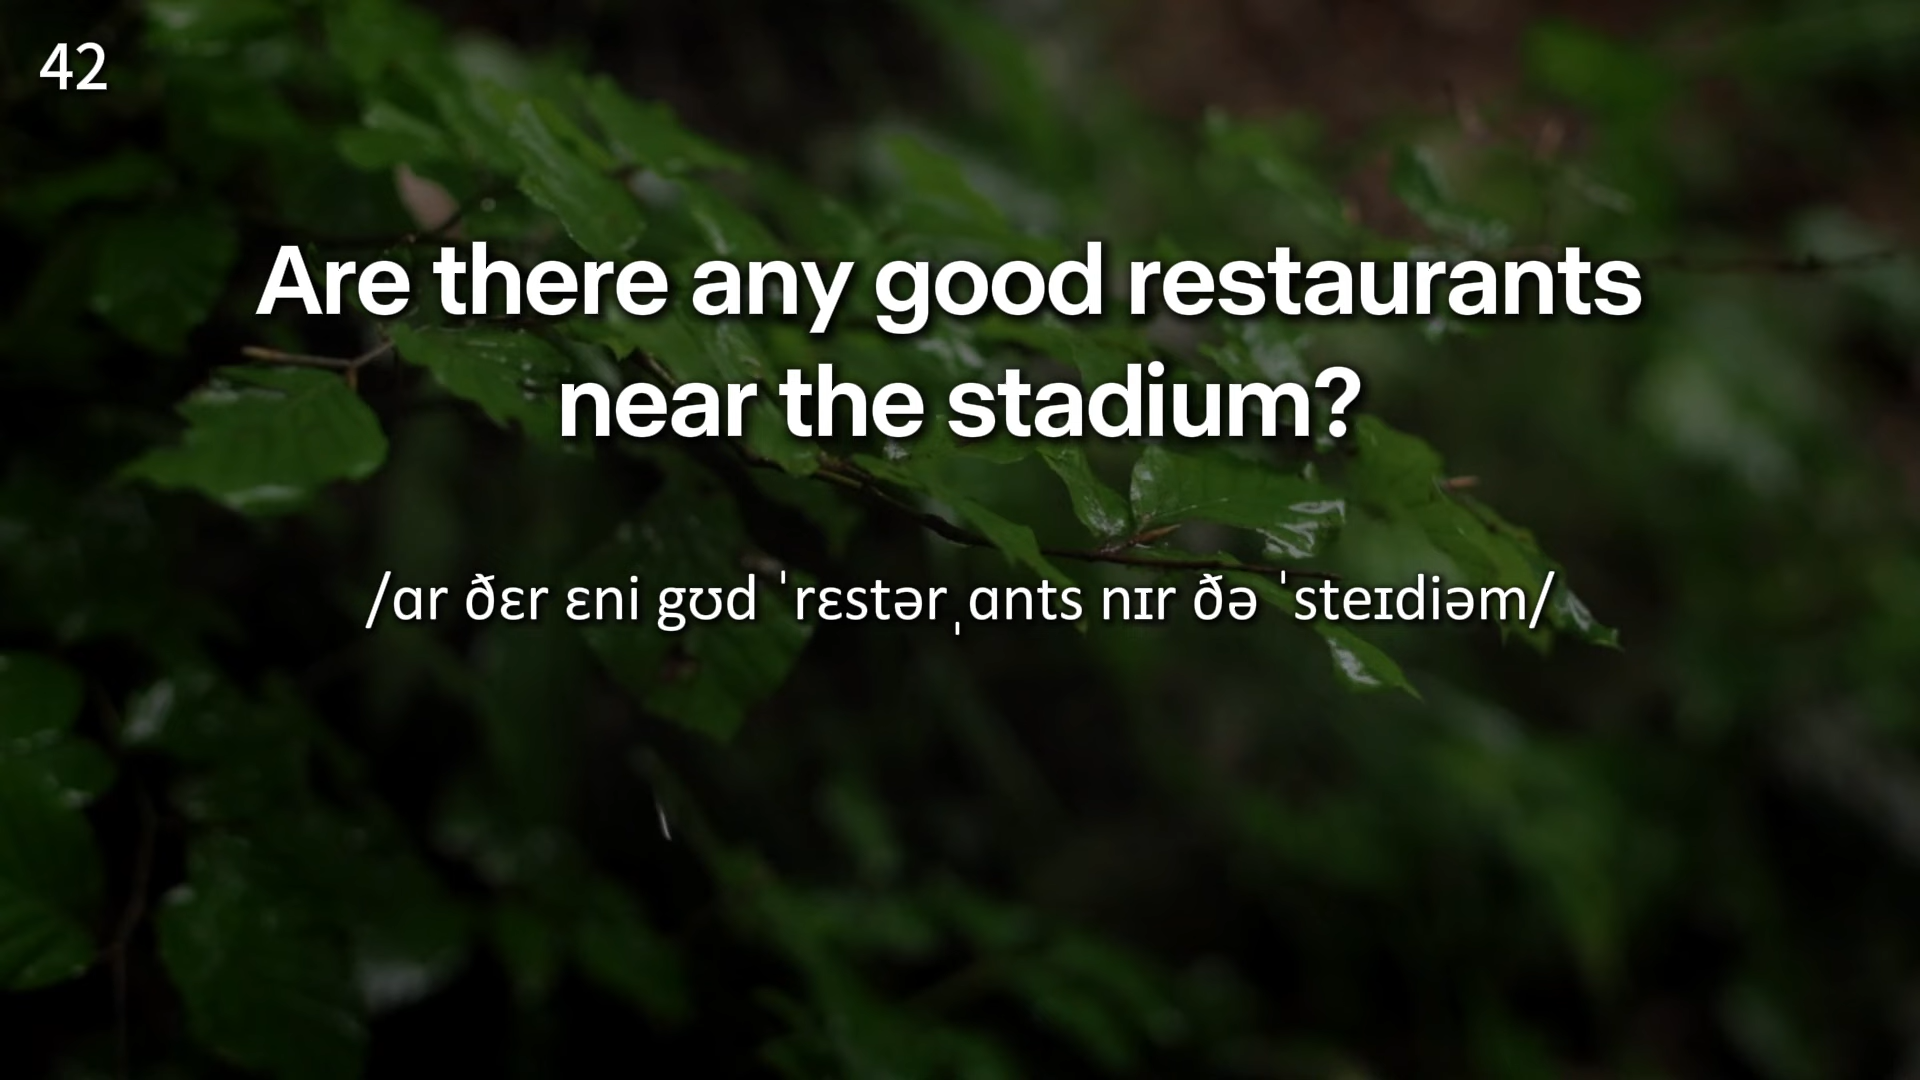 42
Are there any good restaurants
near the stadium?
/ɑr ðɛr ɛni gʊd ˈrɛstərˌɑnts nɪr ðə ˈsteɪdiəm/